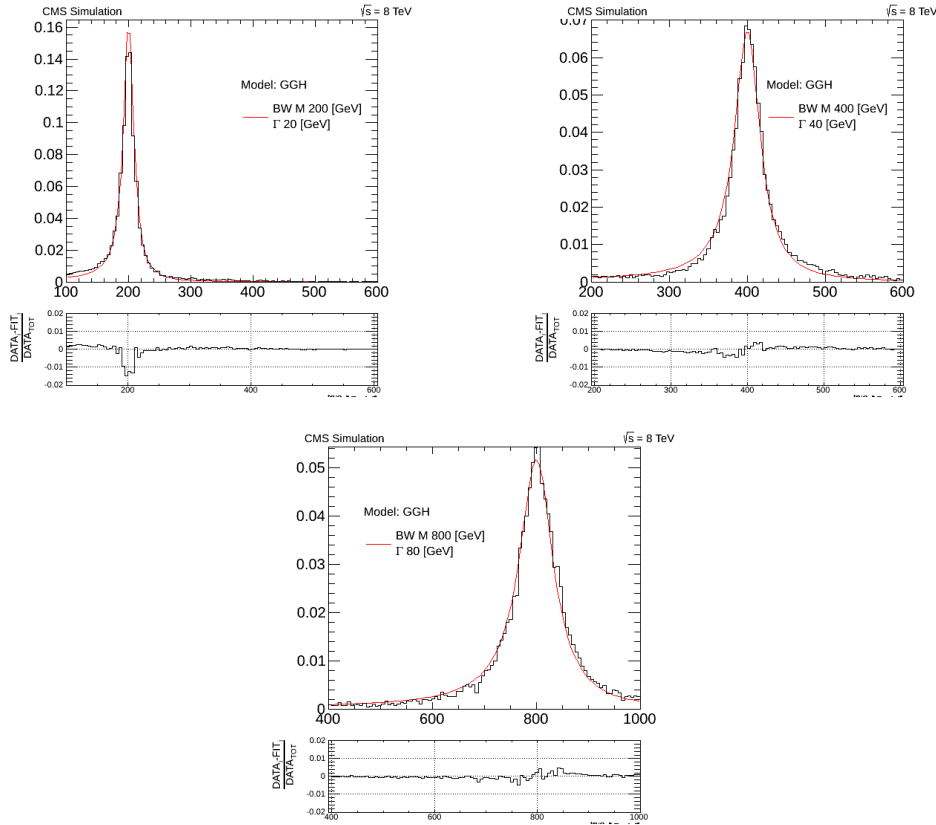 CMS Simulation √s = 8 TeV
0.16
0.14
0.12
0.1
0.08
0.06
0.04
0.02
0
Model: GGH
BW M 200 [GeV]
Γ 20 [GeV]
100 200 300 400 500 600
DATA-FIT
DATA_TOT
0.02
0.01
0
-0.01
-0.02
200 400 600
CMS Simulation √s = 8 TeV
0.07
0.06
0.05
0.04
0.03
0.02
0.01
0
Model: GGH
BW M 400 [GeV]
Γ 40 [GeV]
200 300 400 500 600
DATA-FIT
DATA_TOT
0.02
0.01
0
-0.01
-0.02
200 300 400 500 600
CMS Simulation √s = 8 TeV
0.05
0.04
0.03
0.02
0.01
0
Model: GGH
BW M 800 [GeV]
Γ 80 [GeV]
400 600 800 1000
DATA-FIT
DATA_TOT
0.02
0.01
0
-0.01
-0.02
400 600 800 1000